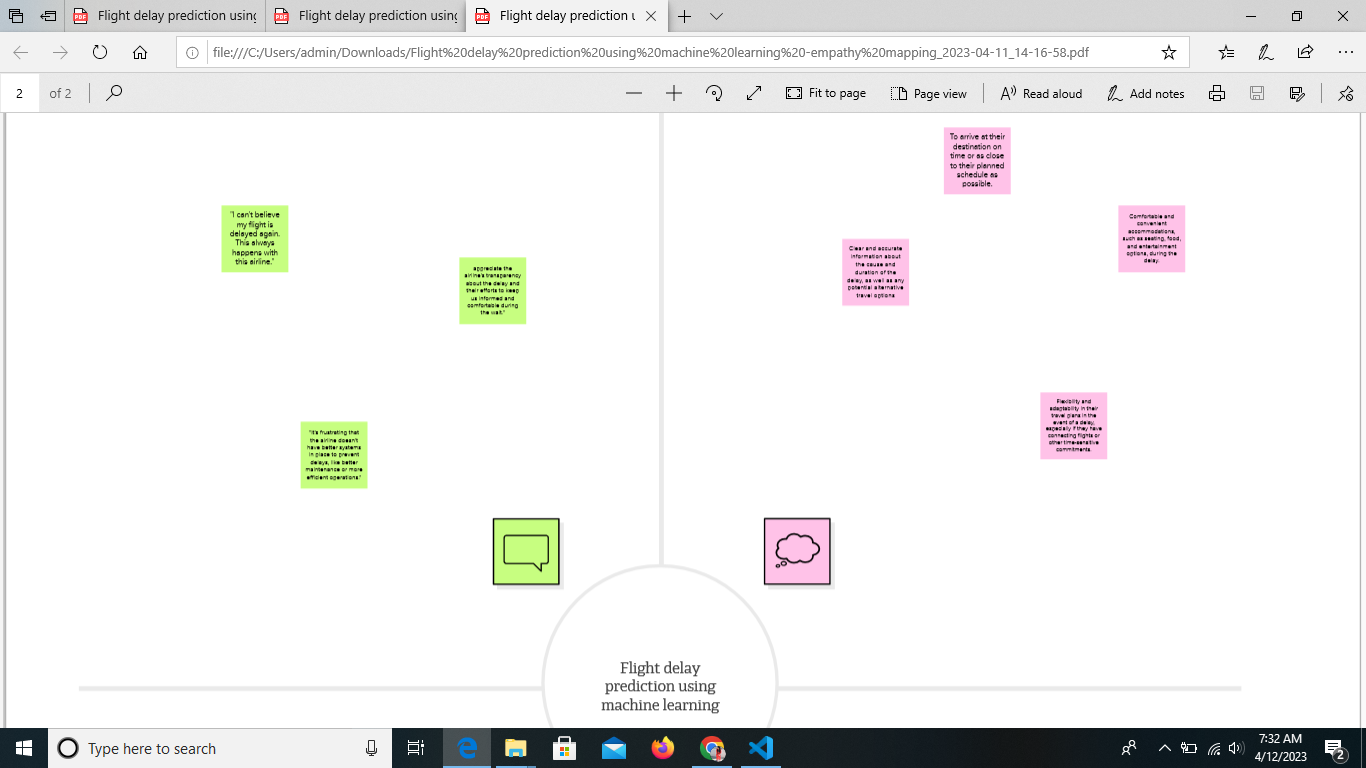 Flight delay prediction using
Flight delay prediction using
Flight delay prediction u
file:///C:/Users/admin/Downloads/Flight%20delay%20prediction%20using%20machine%20learning%20-empathy%20mapping_2023-04-11_14-16-58.pdf
2 of 2
Fit to page
Page view
Read aloud
Add notes
"I can't believe
my flight is
delayed again.
This always
happens with
this airline."
appreciate the
airline's transparency
about the delay and
their efforts to keep
us informed and
comfortable during
the wait."
"It's frustrating that
the airline doesn't
have better systems
in place to prevent
delays, like better
maintenance or more
efficient operations."
To arrive at their
destination on
time or as close
to their planned
schedule as
possible.
Clear and accurate
information about
the cause and
duration of the
delay, as well as any
potential alternative
travel options
Comfortable and
convenient
accommodations,
such as seating, food,
and entertainment
options, during the
delay.
Flexibility and
adaptability in their
travel plans in the
event of a delay,
especially if they have
connecting flights or
other time-sensitive
commitments.
Flight delay
prediction using
machine learning
Type here to search
7:32 AM
4/12/2023
2